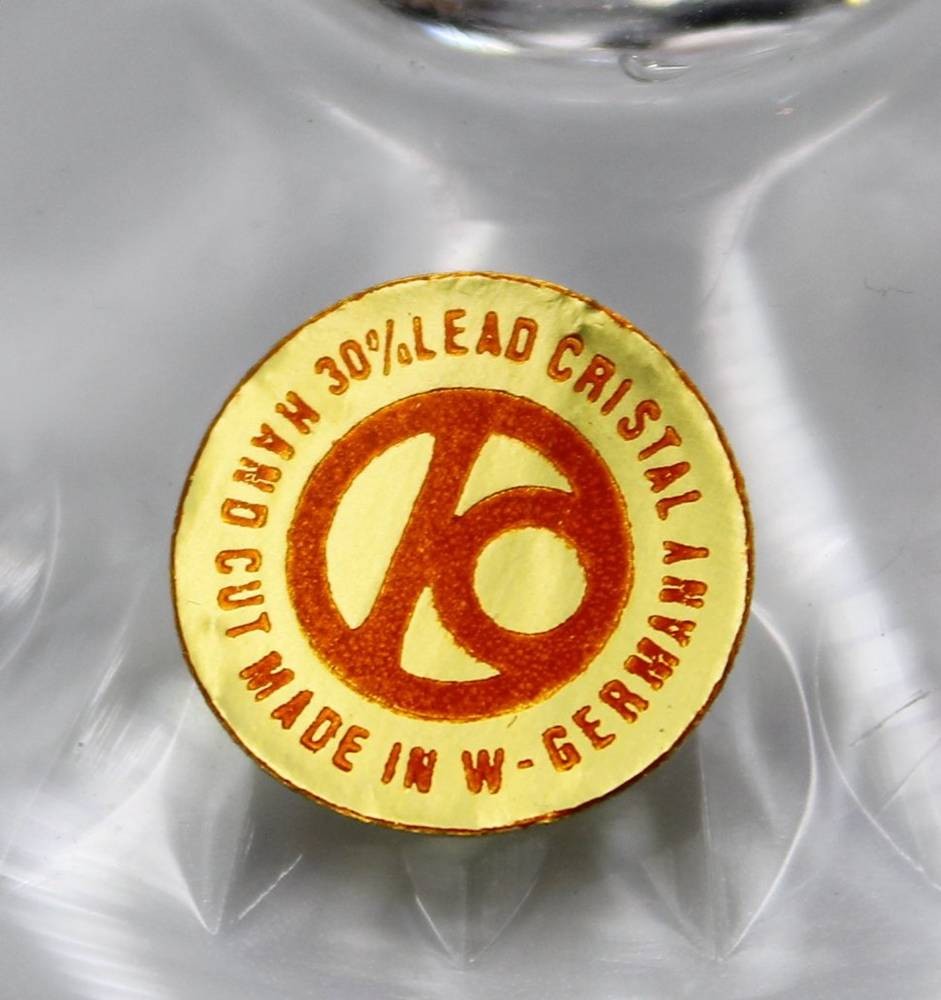 30% LEAD CRISTAL
HAND CUT MADE IN W-GERMANY